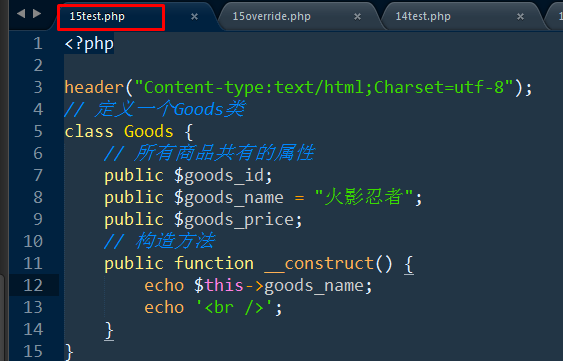 15test.php × 15override.php × 14test.php ×
1 <?php
2
3 header("Content-type:text/html;Charset=utf-8");
4 // 定义一个Goods类
5 class Goods {
6 // 所有商品共有的属性
7 public $goods_id;
8 public $goods_name = "火影忍者";
9 public $goods_price;
10 // 构造方法
11 public function __construct() {
12 echo $this->goods_name;
13 echo '<br />';
14 }
15 }